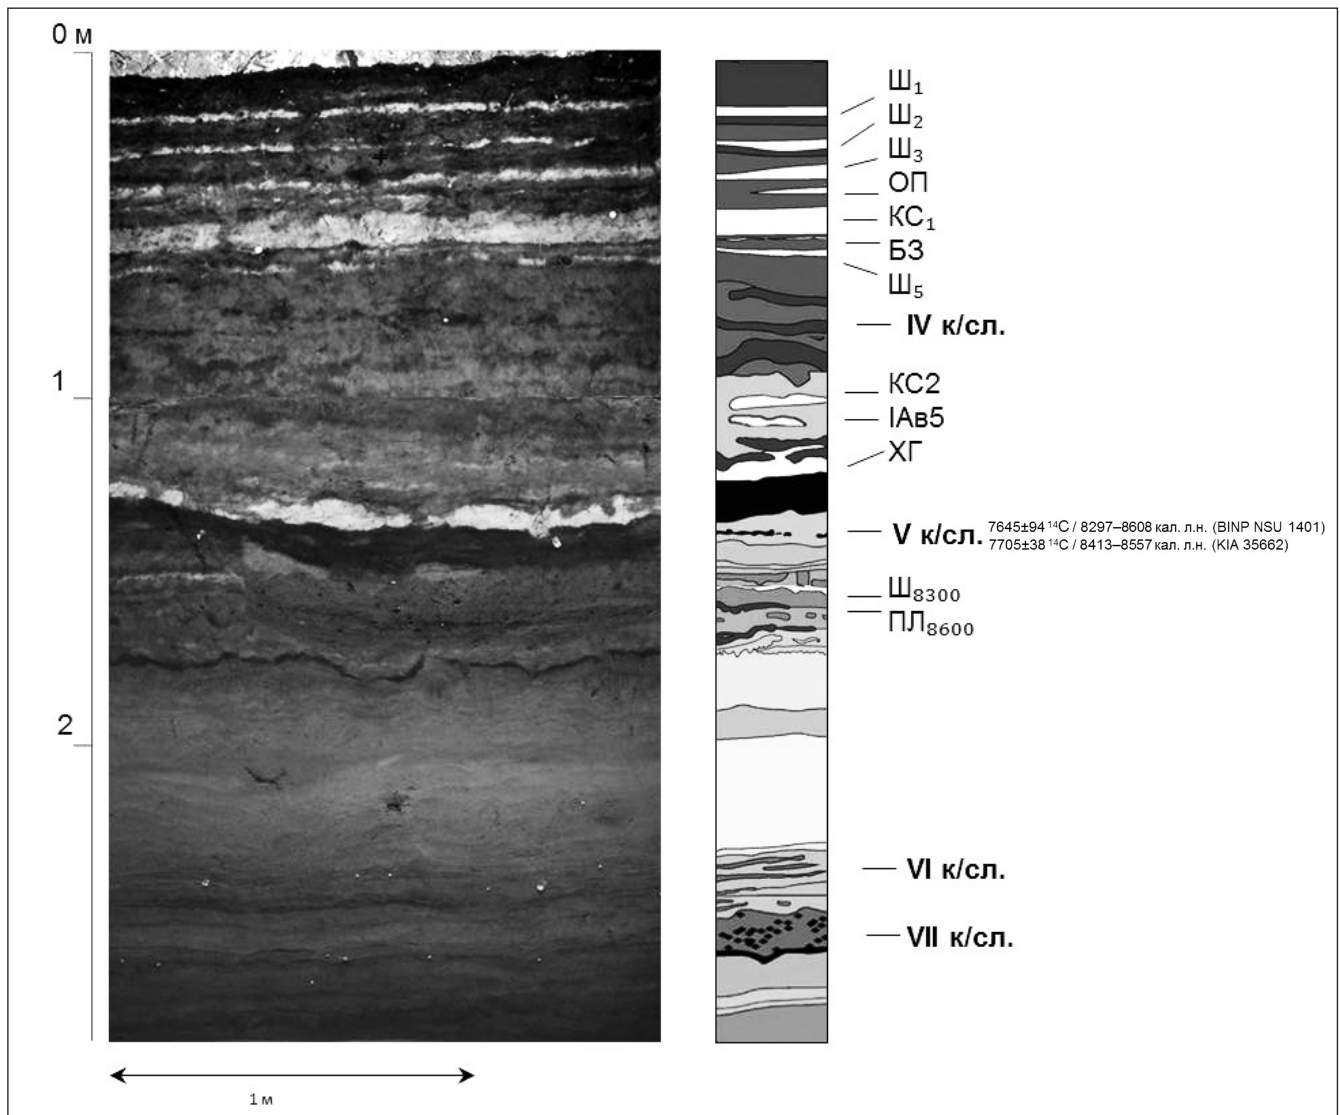 0 м
1
2
1 м
Ш₁
Ш₂
Ш₃
ОП
КС₁
БЗ
Ш₅
IV к/сл.
КС2
IАв5
ХГ
V к/сл. 7645±94 ¹⁴C / 8297–8608 кал. л.н. (BINP NSU 1401)
7705±38 ¹⁴C / 8413–8557 кал. л.н. (KIA 35662)
Ш₈₃₀₀
ПЛ₈₆₀₀
VI к/сл.
VII к/сл.